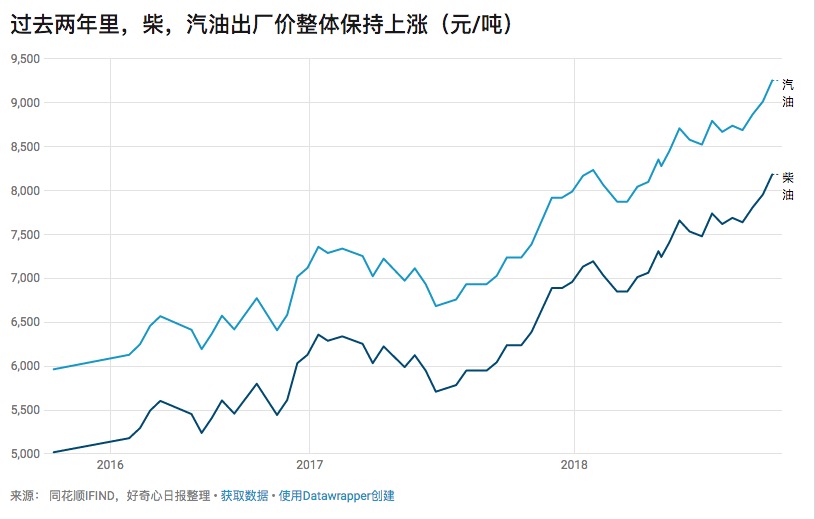 过去两年里，柴，汽油出厂价整体保持上涨（元/吨）
9,500
9,000
8,500
8,000
7,500
7,000
6,500
6,000
5,500
5,000
汽
油
柴
油
2016
2017
2018
来源： 同花顺IFIND，好奇心日报整理 • 获取数据 • 使用Datawrapper创建